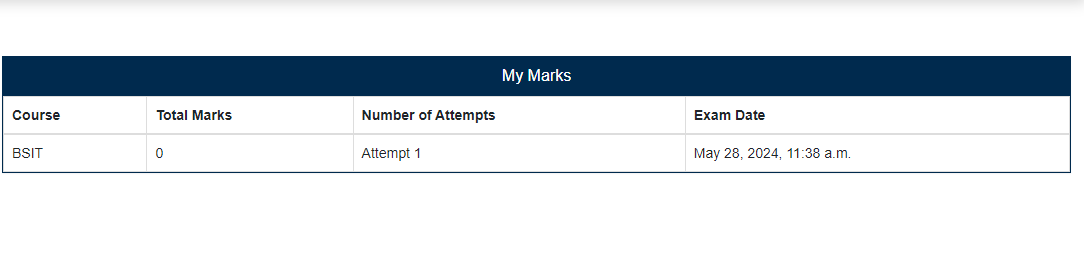 My Marks
Course Total Marks Number of Attempts Exam Date
BSIT 0 Attempt 1 May 28, 2024, 11:38 a.m.